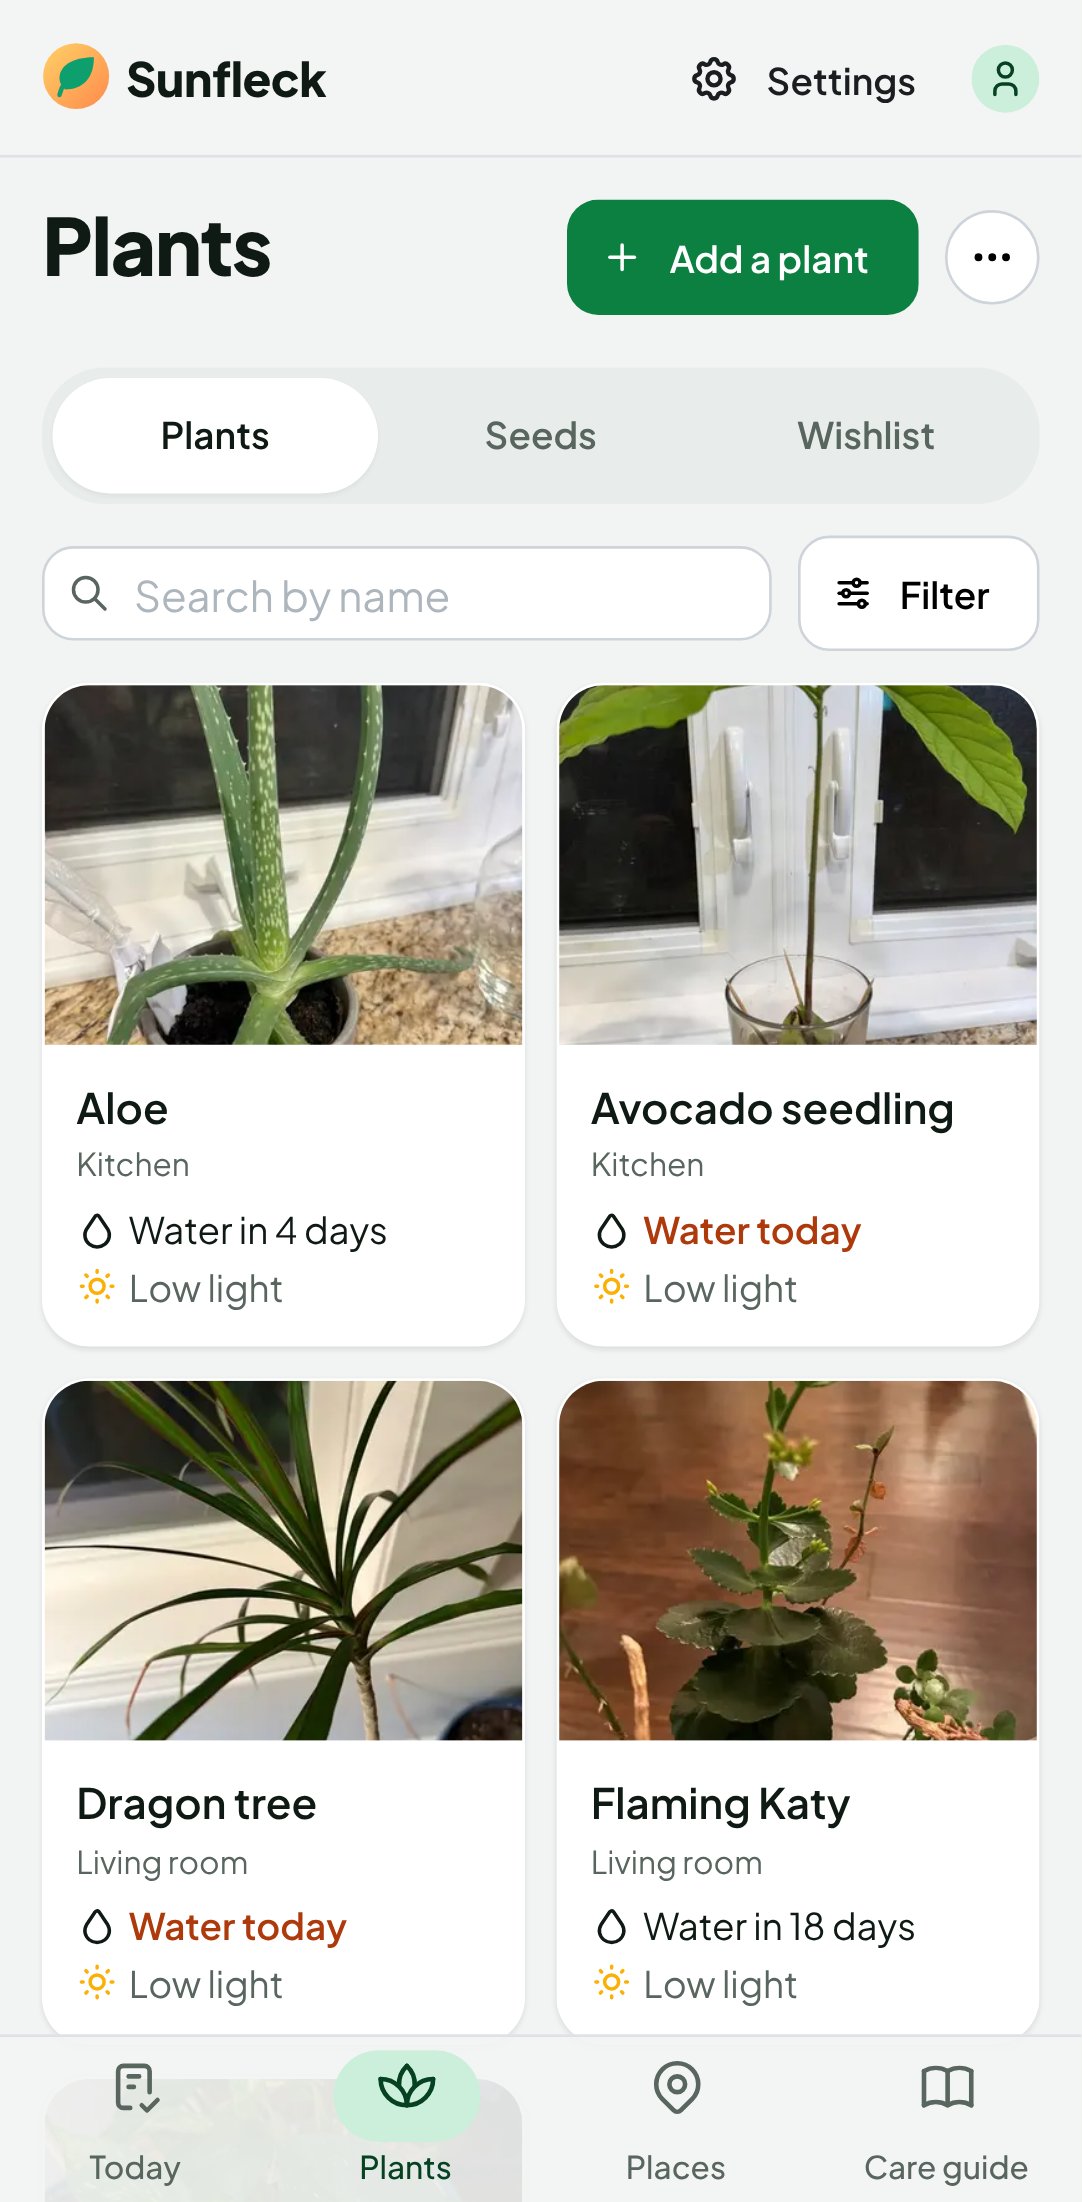 Sunfleck
Settings
Plants
Add a plant
Plants
Seeds
Wishlist
Search by name
Filter
Aloe
Kitchen
Water in 4 days
Low light
Avocado seedling
Kitchen
Water today
Low light
Dragon tree
Living room
Water today
Low light
Flaming Katy
Living room
Water in 18 days
Low light
Today
Plants
Places
Care guide